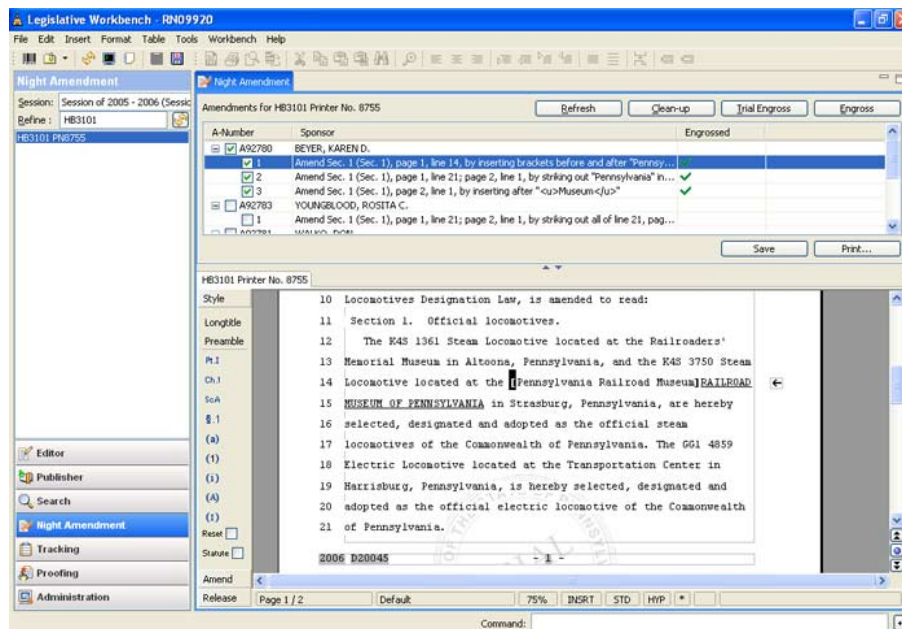 Legislative Workbench - RN09920
File Edit Insert Format Table Tools Workbench Help
Night Amendment
Session: Session of 2005 - 2006 (Sessic
Refine : HB3101
HB3101 PN8755
Editor
Publisher
Search
Night Amendment
Tracking
Proofing
Administration
Night Amendment
Amendments for HB3101 Printer No. 8755 Refresh Clean-up Trial Engross Engross
A-Number Sponsor Engrossed
A92780 BEYER, KAREN D.
1 Amend Sec. 1 (Sec. 1), page 1, line 14, by inserting brackets before and after "Pennsy...
2 Amend Sec. 1 (Sec. 1), page 1, line 21; page 2, line 1, by striking out "Pennsylvania" in...
3 Amend Sec. 1 (Sec. 1), page 2, line 1, by inserting after "<u>Museum</u>"
A92783 YOUNGBLOOD, ROSITA C.
1 Amend Sec. 1 (Sec. 1), page 1, line 21; page 2, line 1, by striking out all of line 21, pag...
A92781 WALKO, DON
Save Print...
HB3101 Printer No. 8755
Style
Longtitle
Preamble
Pt.I
Ch.1
Sc.A
§.1
(a)
(1)
(i)
(A)
(I)
Reset
Statute
Amend
Release
10 Locomotives Designation Law, is amended to read:
11 Section 1. Official locomotives.
12 The K4S 1361 Steam Locomotive located at the Railroaders'
13 Memorial Museum in Altoona, Pennsylvania, and the K4S 3750 Steam
14 Locomotive located at the [Pennsylvania Railroad Museum]RAILROAD
15 MUSEUM OF PENNSYLVANIA in Strasburg, Pennsylvania, are hereby
16 selected, designated and adopted as the official steam
17 locomotives of the Commonwealth of Pennsylvania. The GG1 4859
18 Electric Locomotive located at the Transportation Center in
19 Harrisburg, Pennsylvania, is hereby selected, designated and
20 adopted as the official electric locomotive of the Commonwealth
21 of Pennsylvania.
2006 D20045 - 1 -
Page 1 / 2 Default 75% INSRT STD HYP *
Command: